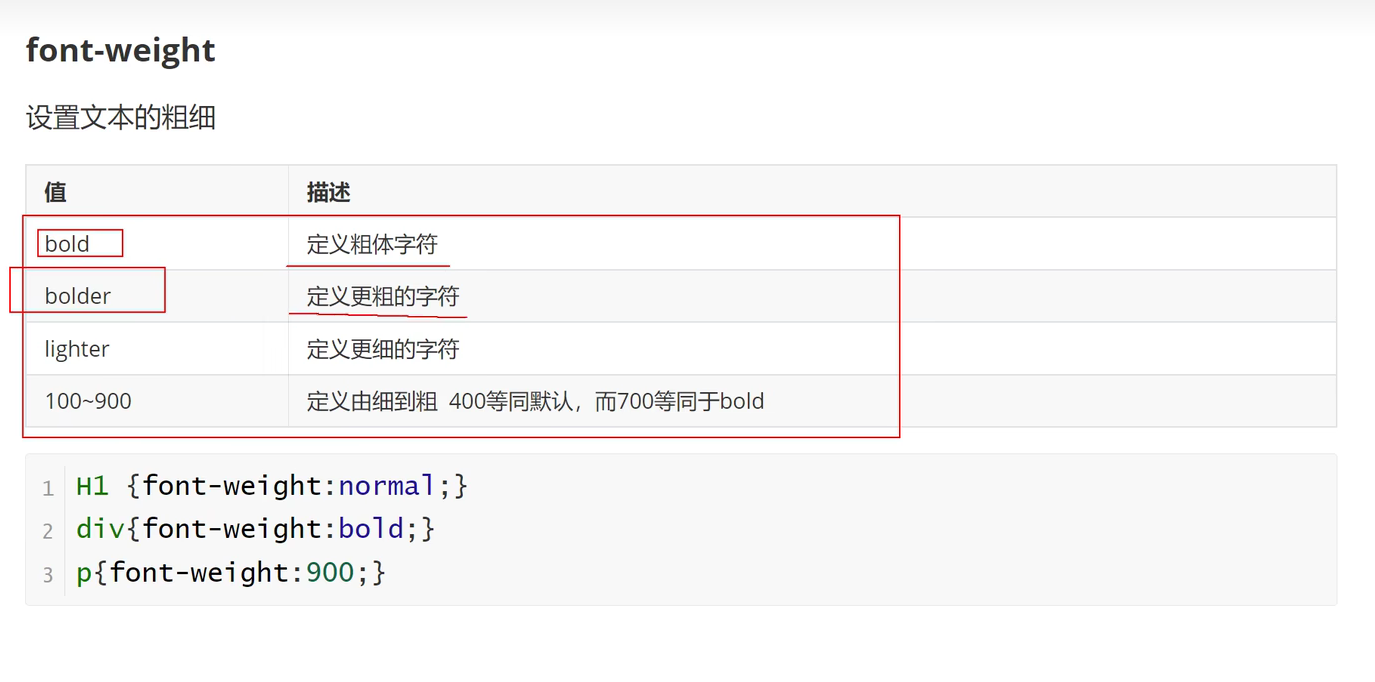 font-weight
设置文本的粗细
值 描述
bold 定义粗体字符
bolder 定义更粗的字符
lighter 定义更细的字符
100~900 定义由细到粗 400等同默认，而700等同于bold
1 H1 {font-weight:normal;}
2 div{font-weight:bold;}
3 p{font-weight:900;}